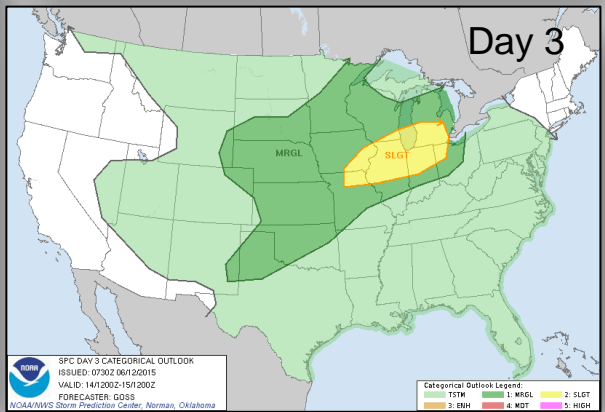 Day 3
MRGL
SLGT
NOAA
SPC DAY 3 CATEGORICAL OUTLOOK
ISSUED: 0730Z 06/12/2015
VALID: 14/1200Z-15/1200Z
FORECASTER: GOSS
NOAA/NWS Storm Prediction Center, Norman, Oklahoma
Categorical Outlook Legend:
TSTM 1: MRGL 2: SLGT
3: ENH 4: MDT 5: HIGH